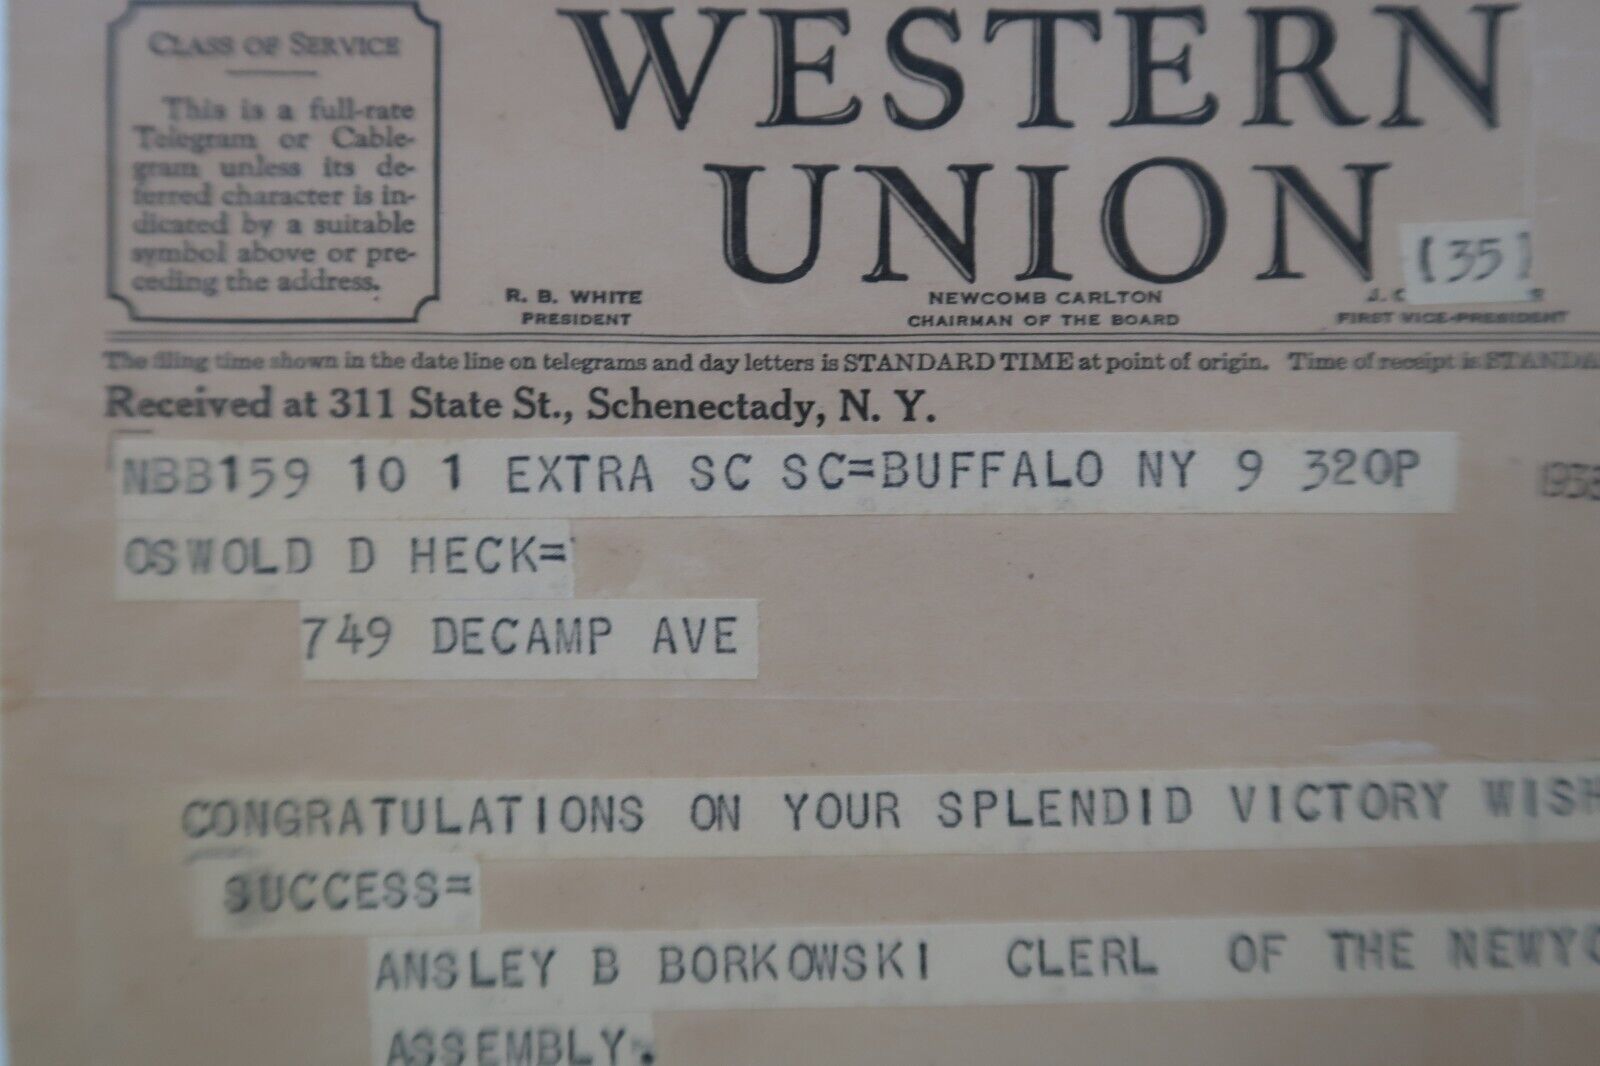 CLASS OF SERVICE
This is a full-rate
Telegram or Cable-
gram unless its de-
ferred character is in-
dicated by a suitable
symbol above or pre-
ceding the address.
WESTERN
UNION
(35)
R. B. WHITE
PRESIDENT
NEWCOMB CARLTON
CHAIRMAN OF THE BOARD
J. C
FIRST VICE-PRESIDENT
The filing time shown in the date line on telegrams and day letters is STANDARD TIME at point of origin. Time of receipt is STANDA
Received at 311 State St., Schenectady, N. Y.
NBB159 10 1 EXTRA SC SC=BUFFALO NY 9 320P
OSWOLD D HECK=
749 DECAMP AVE
CONGRATULATIONS ON YOUR SPLENDID VICTORY WISH
SUCCESS=
ANSLEY B BORKOWSKI CLERL OF THE NEWYO
ASSEMBLY.